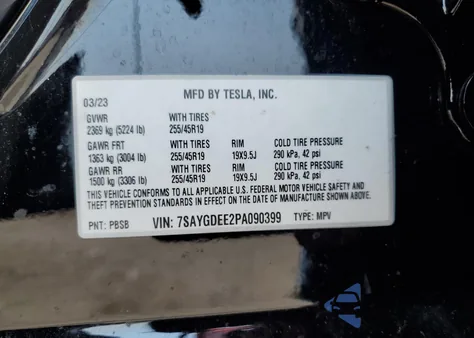 MFD BY TESLA, INC.
03/23
GVWR WITH TIRES
2369 kg (5224 lb) 255/45R19
GAWR FRT WITH TIRES RIM COLD TIRE PRESSURE
1363 kg (3004 lb) 255/45R19 19X9.5J 290 kPa, 42 psi
GAWR RR WITH TIRES RIM COLD TIRE PRESSURE
1500 kg (3306 lb) 255/45R19 19X9.5J 290 kPa, 42 psi
THIS VEHICLE CONFORMS TO ALL APPLICABLE U.S. FEDERAL MOTOR VEHICLE SAFETY AND
THEFT PREVENTION STANDARDS IN EFFECT ON THE DATE OF MANUFACTURE SHOWN ABOVE.
PNT: PBSB VIN: 7SAYGDEE2PA090399 TYPE: MPV